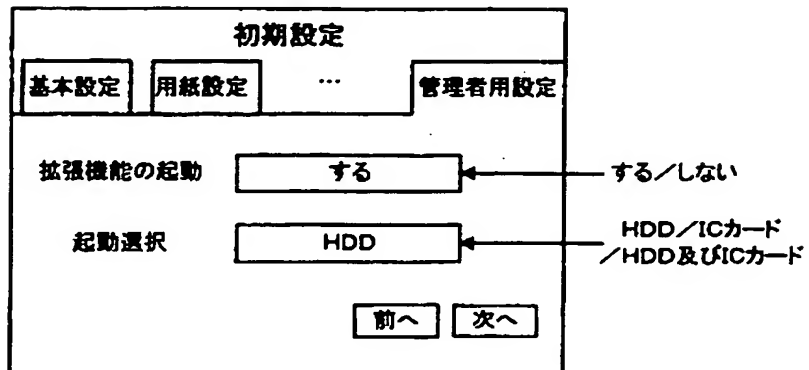 初期設定
基本設定 用紙設定 … 管理者用設定
拡張機能の起動 する する/しない
起動選択 HDD HDD/ICカード
/HDD及びICカード
前へ 次へ